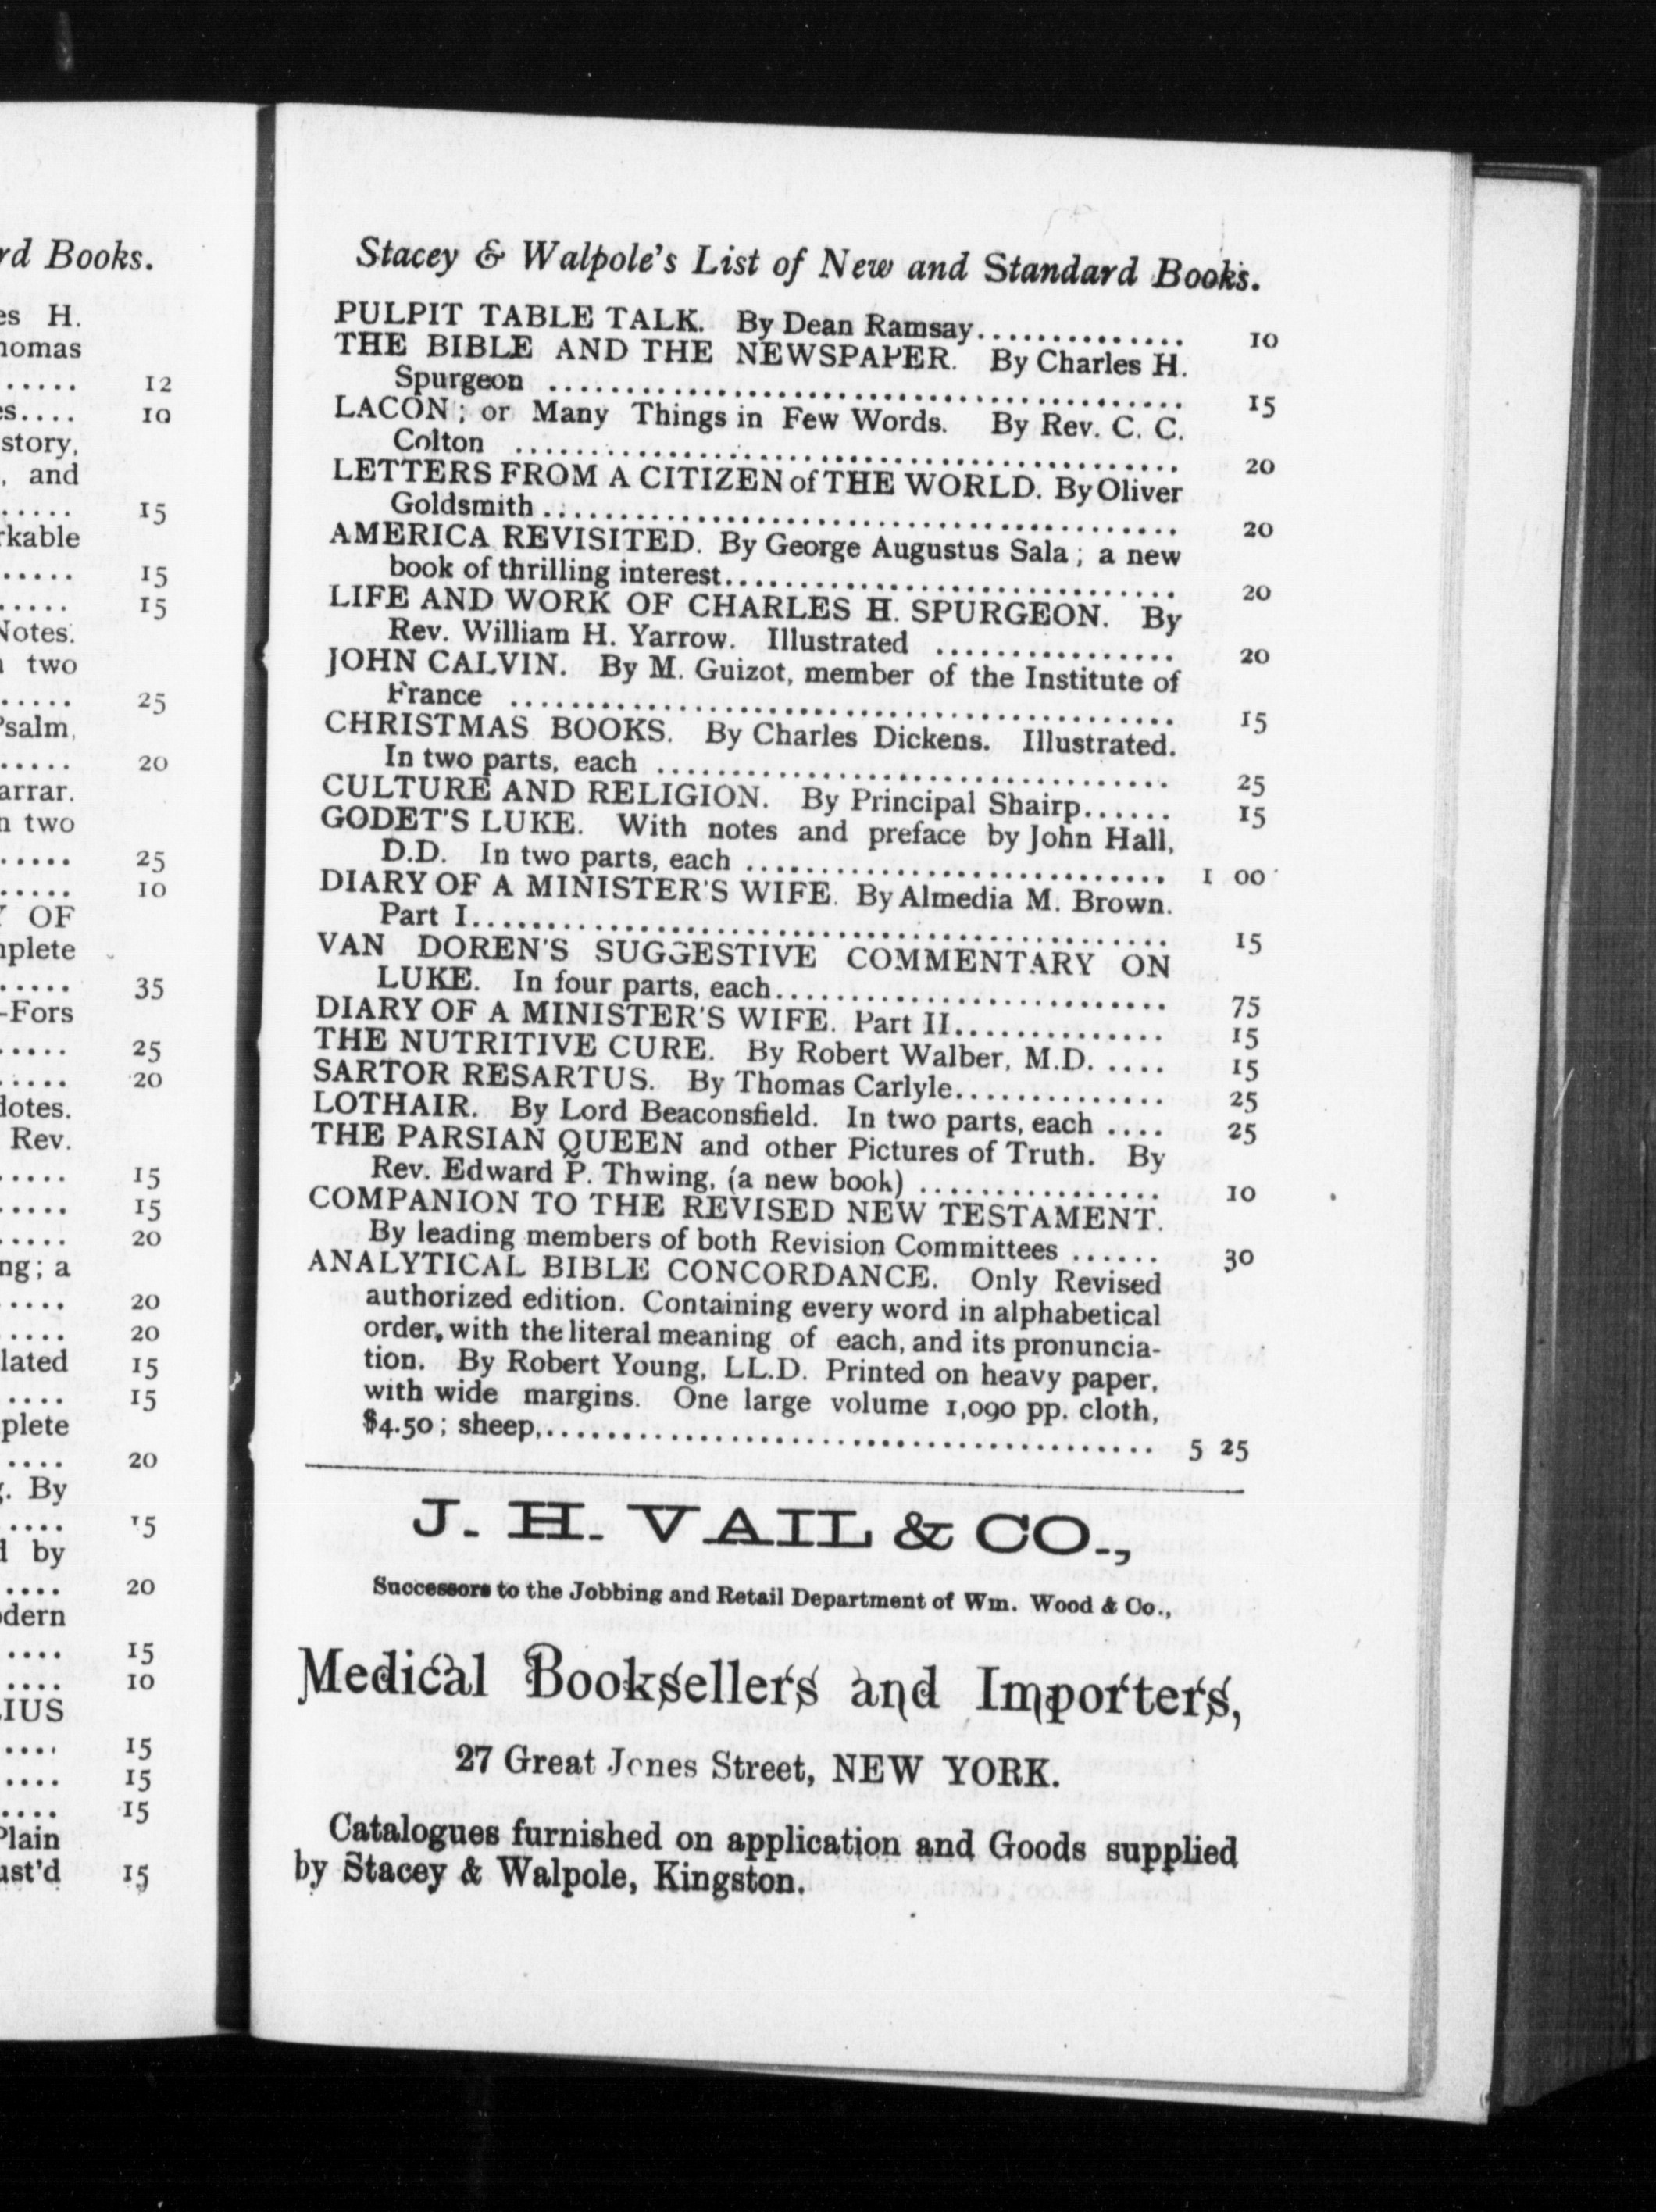 rd Books.
es H.
homas
..... 12
es.... 10
story,
, and
..... 15
rkable
..... 15
..... 15
Notes.
n two
..... 25
Psalm,
..... 20
arrar.
n two
..... 25
..... 10
Y OF
nplete
..... 35
-Fors
..... 25
..... 20
dotes.
Rev.
..... 15
..... 15
..... 20
ng; a
.... 20
.... 20
lated 15
.... 15
plete
.... 20
g. By
.... 15
d by
.... 20
odern
.... 15
.... 10
LIUS
.... 15
.... 15
.... 15
Plain
ust'd 15
Stacey & Walpole's List of New and Standard Books.
PULPIT TABLE TALK. By Dean Ramsay.............. 10
THE BIBLE AND THE NEWSPAPER. By Charles H.
Spurgeon .......................................... 15
LACON; or Many Things in Few Words. By Rev. C. C.
Colton ............................................ 20
LETTERS FROM A CITIZEN of THE WORLD. By Oliver
Goldsmith .......................................... 20
AMERICA REVISITED. By George Augustus Sala; a new
book of thrilling interest.............................. 20
LIFE AND WORK OF CHARLES H. SPURGEON. By
Rev. William H. Yarrow. Illustrated ................ 20
JOHN CALVIN. By M. Guizot, member of the Institute of
France ............................................ 15
CHRISTMAS BOOKS. By Charles Dickens. Illustrated.
In two parts, each .................................. 25
CULTURE AND RELIGION. By Principal Shairp...... 15
GODET'S LUKE. With notes and preface by John Hall,
D.D. In two parts, each ............................ 1 00
DIARY OF A MINISTER'S WIFE. By Almedia M. Brown.
Part I.............................................. 15
VAN DOREN'S SUGGESTIVE COMMENTARY ON
LUKE. In four parts, each.......................... 75
DIARY OF A MINISTER'S WIFE. Part II.............. 15
THE NUTRITIVE CURE. By Robert Walber, M.D. .... 15
SARTOR RESARTUS. By Thomas Carlyle.............. 25
LOTHAIR. By Lord Beaconsfield. In two parts, each .... 25
THE PARSIAN QUEEN and other Pictures of Truth. By
Rev. Edward P. Thwing, (a new book) ................ 10
COMPANION TO THE REVISED NEW TESTAMENT.
By leading members of both Revision Committees ...... 30
ANALYTICAL BIBLE CONCORDANCE. Only Revised
authorized edition. Containing every word in alphabetical
order, with the literal meaning of each, and its pronuncia-
tion. By Robert Young, LL.D. Printed on heavy paper,
with wide margins. One large volume 1,090 pp. cloth,
$4.50; sheep,........................................ 5 25
J. H. VAIL & CO.,
Successors to the Jobbing and Retail Department of Wm. Wood & Co.,
Medical Booksellers and Importers,
27 Great Jones Street, NEW YORK.
Catalogues furnished on application and Goods supplied
by Stacey & Walpole, Kingston.